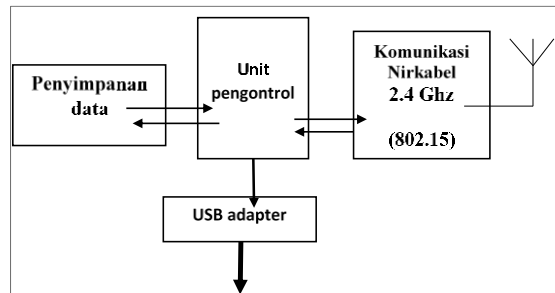 Penyimpanan
data
Unit
pengontrol
Komunikasi
Nirkabel
2.4 Ghz
(802.15)
USB adapter